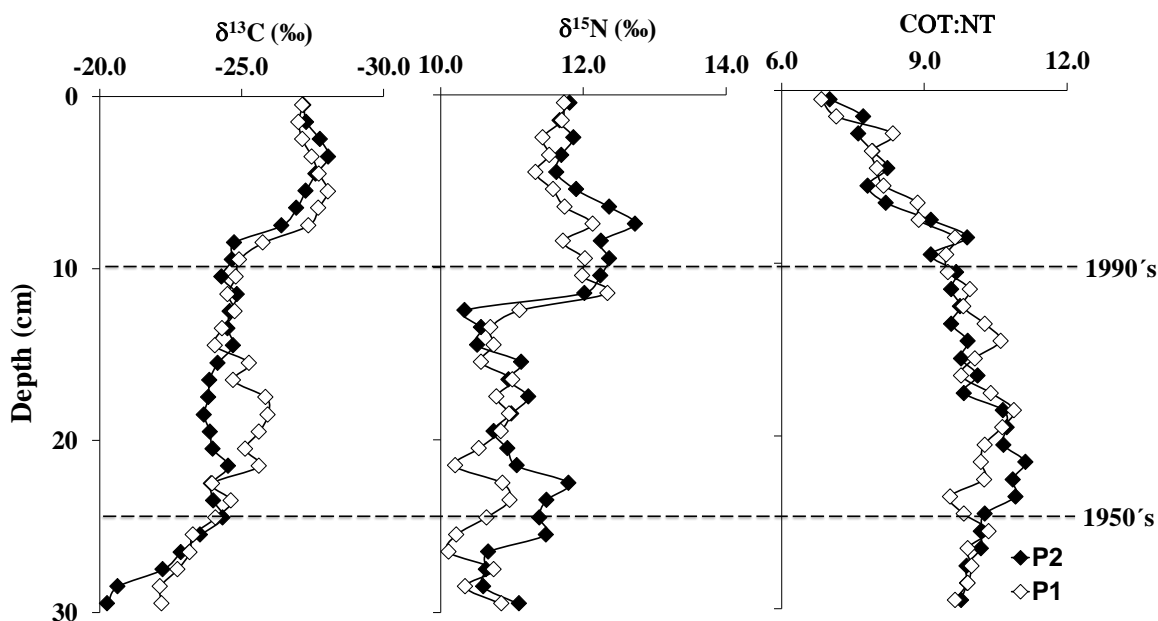 δ¹³C (‰) δ¹⁵N (‰) COT:NT
-20.0 -25.0 -30.0 10.0 12.0 14.0 6.0 9.0 12.0
0
10
1990´s
Depth (cm)
20
1950´s
P2
P1
30